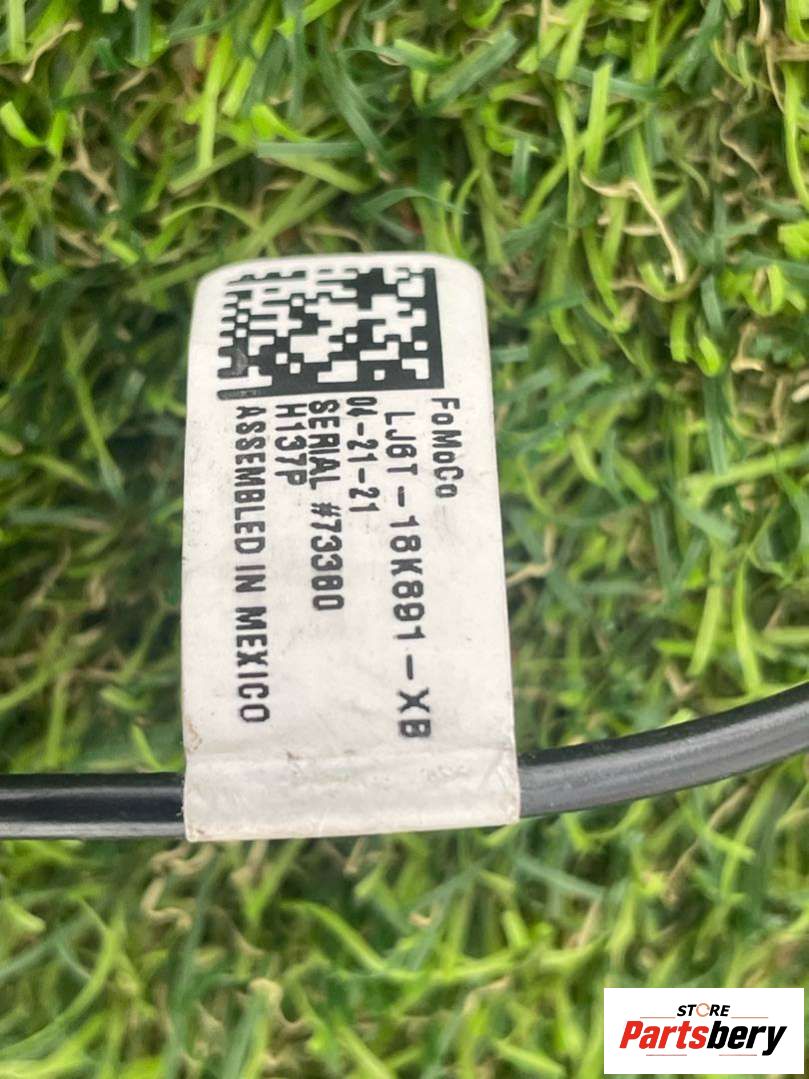 FoMoCo
LJ6T-18K891-XB
04-21-21
SERIAL #73380
H137P
ASSEMBLED IN MEXICO
STORE
Partsbery